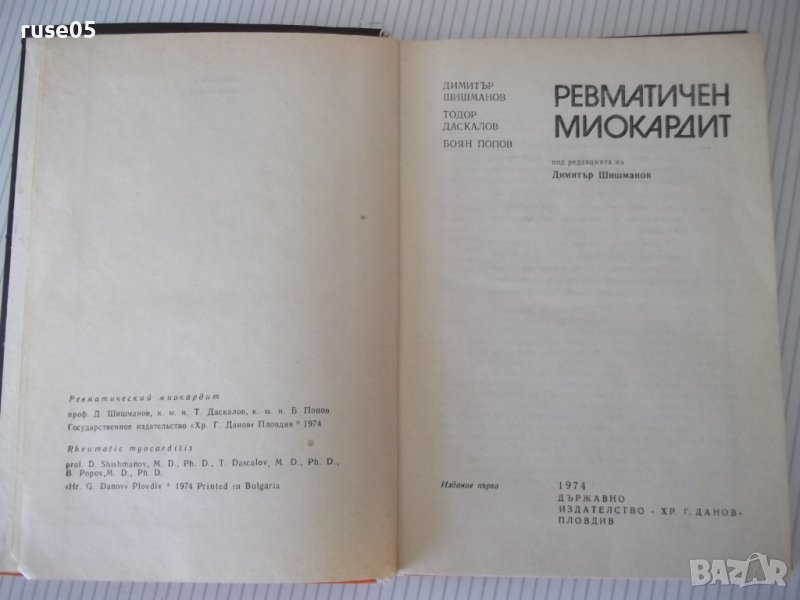 ruse05
Ревматический миокардит
проф. Д. Шишманов, к. м. н. Т. Даскалов, к. м. н. Б. Попов
Государственное издательство «Хр. Г. Данов» Пловдив * 1974
Rheumatic myocarditis
prof. D. Shishmanov, M. D., Ph. D., T. Dascalov, M. D., Ph. D.,
B. Popov, M. D., Ph. D.
«Hr. G. Danov» Plovdiv * 1974 Printed in Bulgaria
ДИМИТЪР
ШИШМАНОВ
ТОДОР
ДАСКАЛОВ
БОЯН ПОПОВ
РЕВМАТИЧЕН
МИОКАРДИТ
под редакцията на
Димитър Шишманов
Издание първо
1974
ДЪРЖАВНО
ИЗДАТЕЛСТВО · ХР. Г. ДАНОВ ·
ПЛОВДИВ
BAZAR